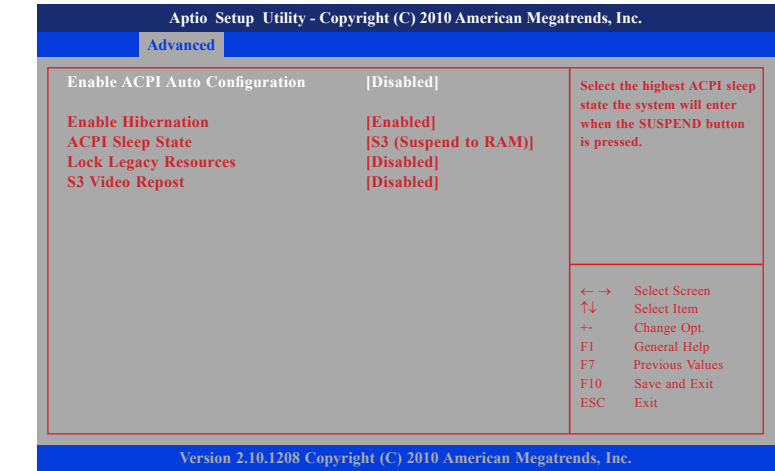 Aptio Setup Utility - Copyright (C) 2010 American Megatrends, Inc.
Advanced
Enable ACPI Auto Configuration [Disabled]
Enable Hibernation [Enabled]
ACPI Sleep State [S3 (Suspend to RAM)]
Lock Legacy Resources [Disabled]
S3 Video Repost [Disabled]
Select the highest ACPI sleep
state the system will enter
when the SUSPEND button
is pressed.
← → Select Screen
↑↓ Select Item
+- Change Opt.
F1 General Help
F7 Previous Values
F10 Save and Exit
ESC Exit
Version 2.10.1208 Copyright (C) 2010 American Megatrends, Inc.